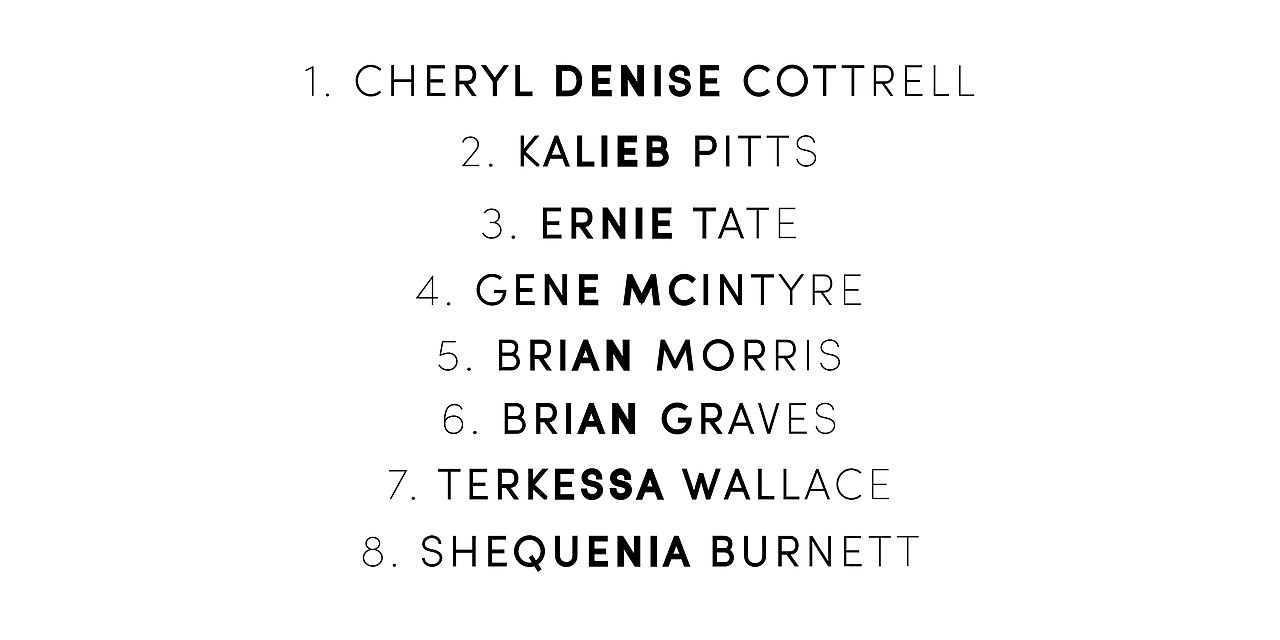 1. CHERYL DENISE COTTRELL
2. KALIEB PITTS
3. ERNIE TATE
4. GENE MCINTYRE
5. BRIAN MORRIS
6. BRIAN GRAVES
7. TERKESSA WALLACE
8. SHEQUENIA BURNETT